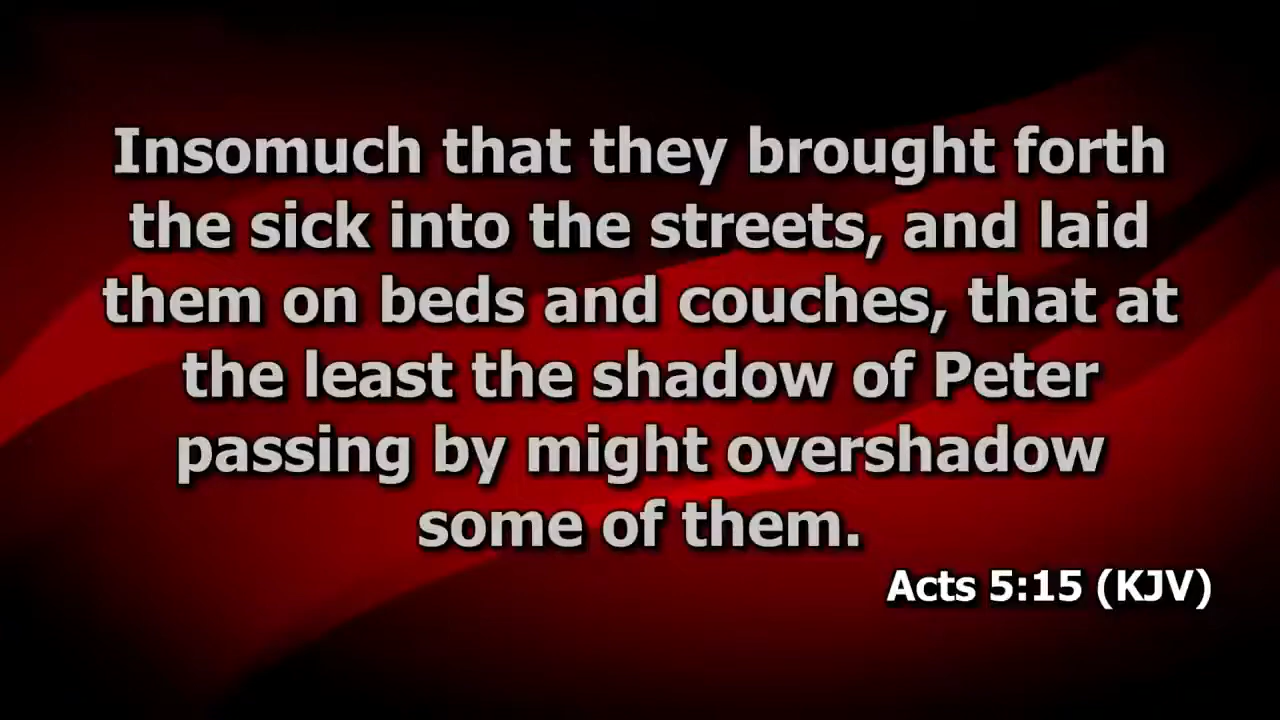 Insomuch that they brought forth
the sick into the streets, and laid
them on beds and couches, that at
the least the shadow of Peter
passing by might overshadow
some of them.
Acts 5:15 (KJV)